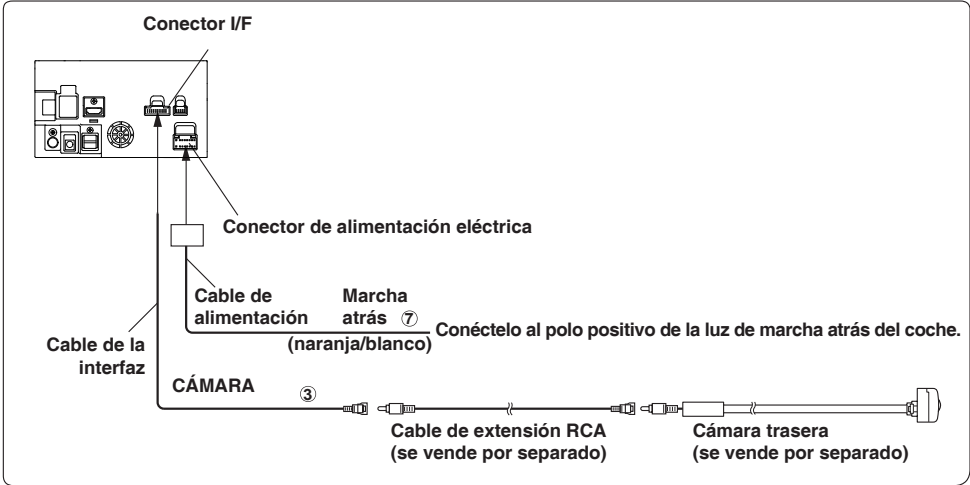 Conector I/F
Conector de alimentación eléctrica
Cable de
alimentación
Marcha
atrás ⑦
(naranja/blanco)
Conéctelo al polo positivo de la luz de marcha atrás del coche.
Cable de la
interfaz
CÁMARA ③
Cable de extensión RCA
(se vende por separado)
Cámara trasera
(se vende por separado)